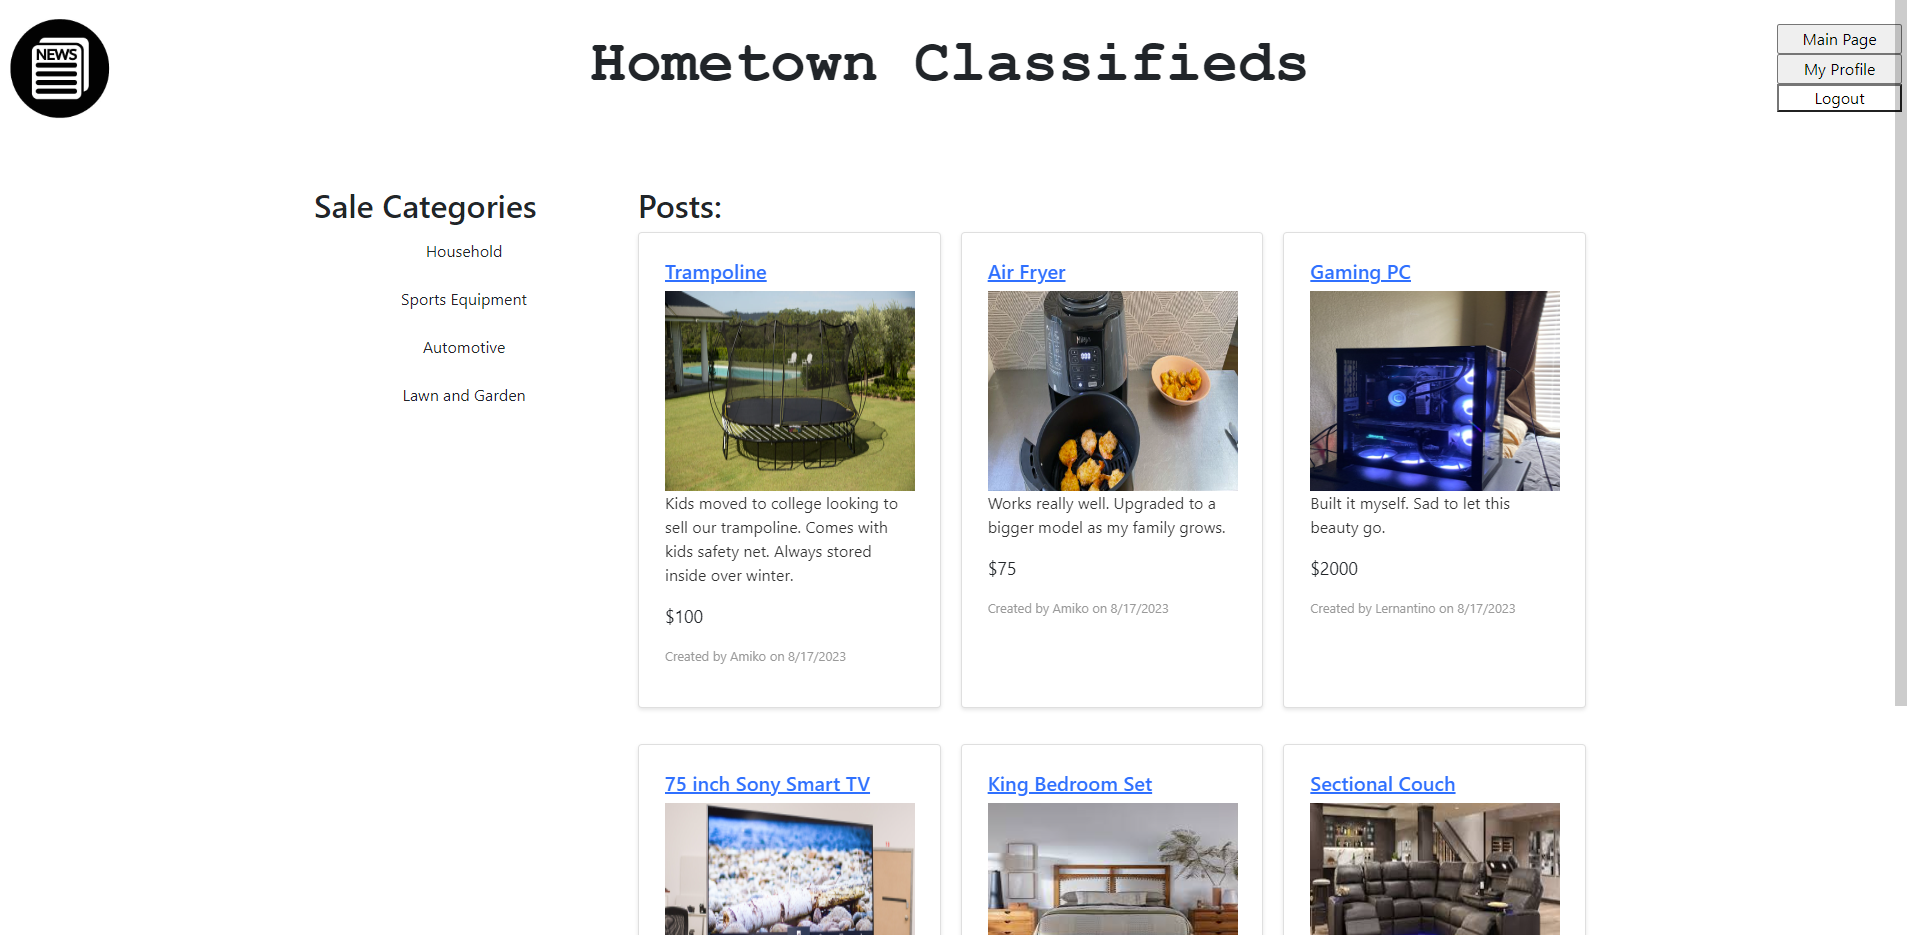 NEWS
Hometown Classifieds
Main Page
My Profile
Logout
Sale Categories
Household
Sports Equipment
Automotive
Lawn and Garden
Posts:
Trampoline
Kids moved to college looking to
sell our trampoline. Comes with
kids safety net. Always stored
inside over winter.
$100
Created by Amiko on 8/17/2023
Air Fryer
Works really well. Upgraded to a
bigger model as my family grows.
$75
Created by Amiko on 8/17/2023
Gaming PC
Built it myself. Sad to let this
beauty go.
$2000
Created by Lernantino on 8/17/2023
75 inch Sony Smart TV
King Bedroom Set
Sectional Couch